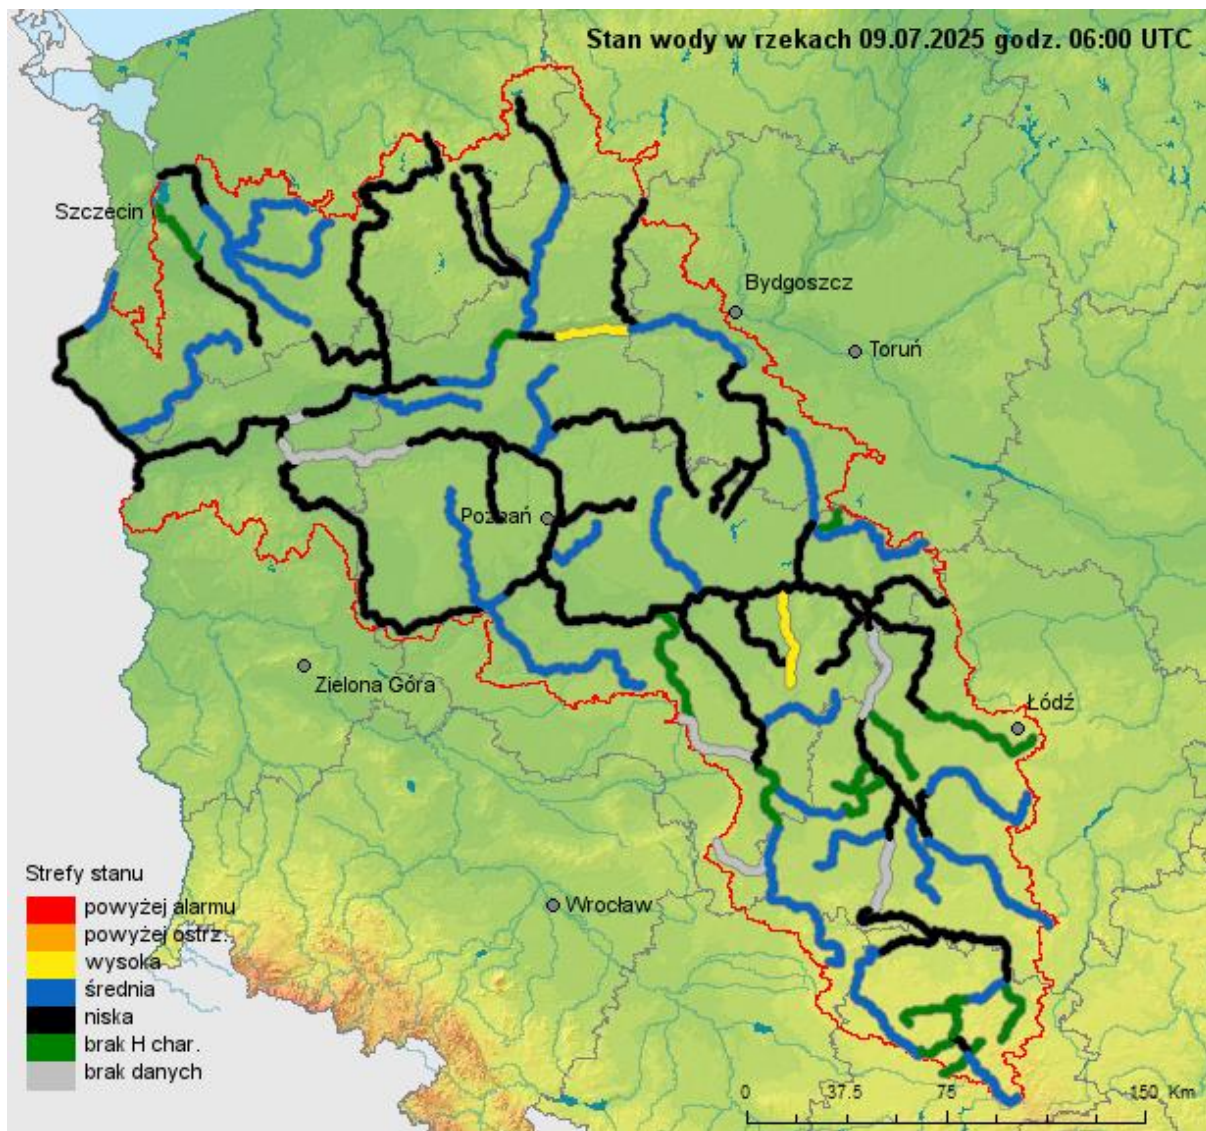 Stan wody w rzekach 09.07.2025 godz. 06:00 UTC
Szczecin
Bydgoszcz
Toruń
Poznań
Zielona Góra
Łódź
Wrocław
Strefy stanu
powyżej alarmu
powyżej ostrz.
wysoka
średnia
niska
brak H char.
brak danych
0 37.5 75 150 Km